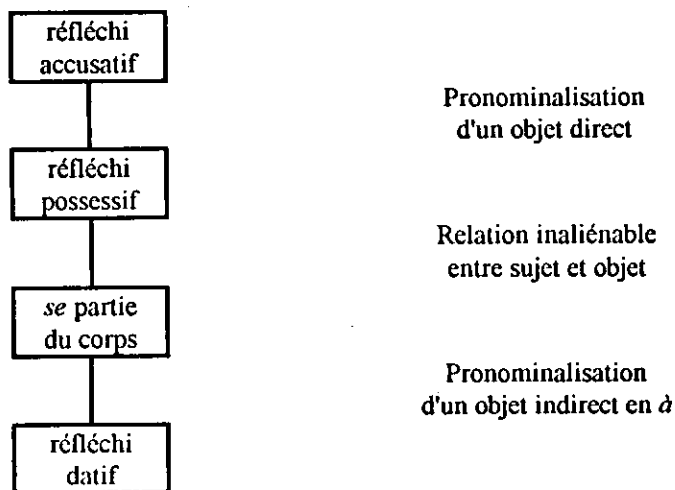 réfléchi
accusatif
Pronominalisation
d'un objet direct
réfléchi
possessif
Relation inaliénable
entre sujet et objet
se partie
du corps
Pronominalisation
d'un objet indirect en à
réfléchi
datif